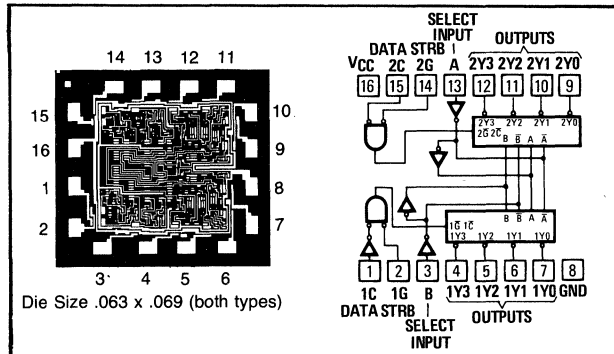 14 13 12 11
15
16
1
2
10
9
8
7
3 4 5 6
Die Size .063 x .069 (both types)
SELECT
INPUT
OUTPUTS
DATA STRB
VCC 2C 2G A 2Y3 2Y2 2Y1 2Y0
16 15 14 13 12 11 10 9
2Y3 2Y2 2Y1 2Y0
2G̅ 2C̅
B B̅ A A̅
B B̅ A A̅
1G̅ 1C̅
1Y3 1Y2 1Y1 1Y0
1 2 3 4 5 6 7 8
1C 1G B 1Y3 1Y2 1Y1 1Y0 GND
DATA STRB
SELECT
INPUT
OUTPUTS